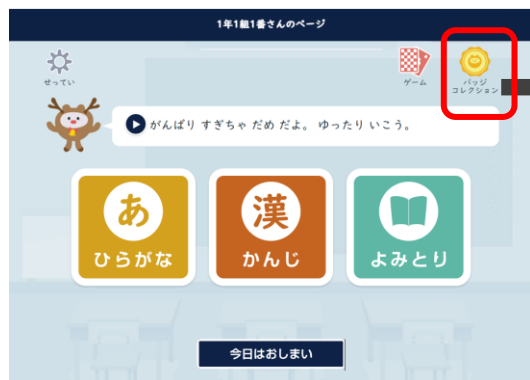 1年1組1番さんのページ
せってい
ゲーム
バッジ
コレクション
がんばり すぎちゃ だめ だよ。 ゆったり いこう。
あ
ひらがな
漢
かんじ
よみとり
今日はおしまい